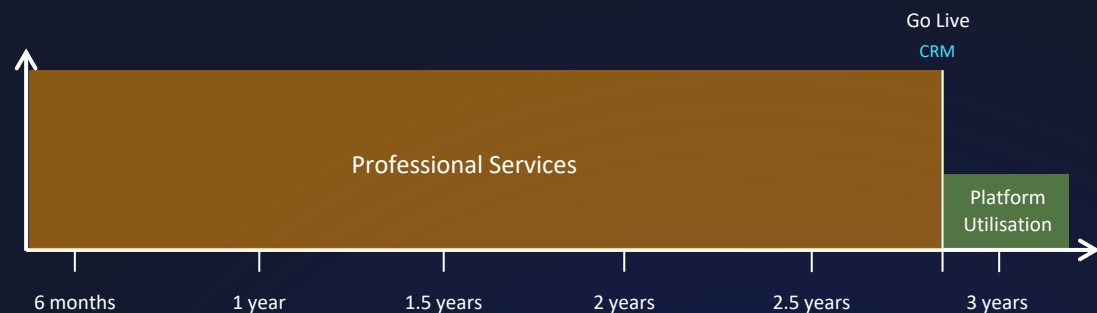 Go Live
CRM
Professional Services
Platform
Utilisation
6 months
1 year
1.5 years
2 years
2.5 years
3 years